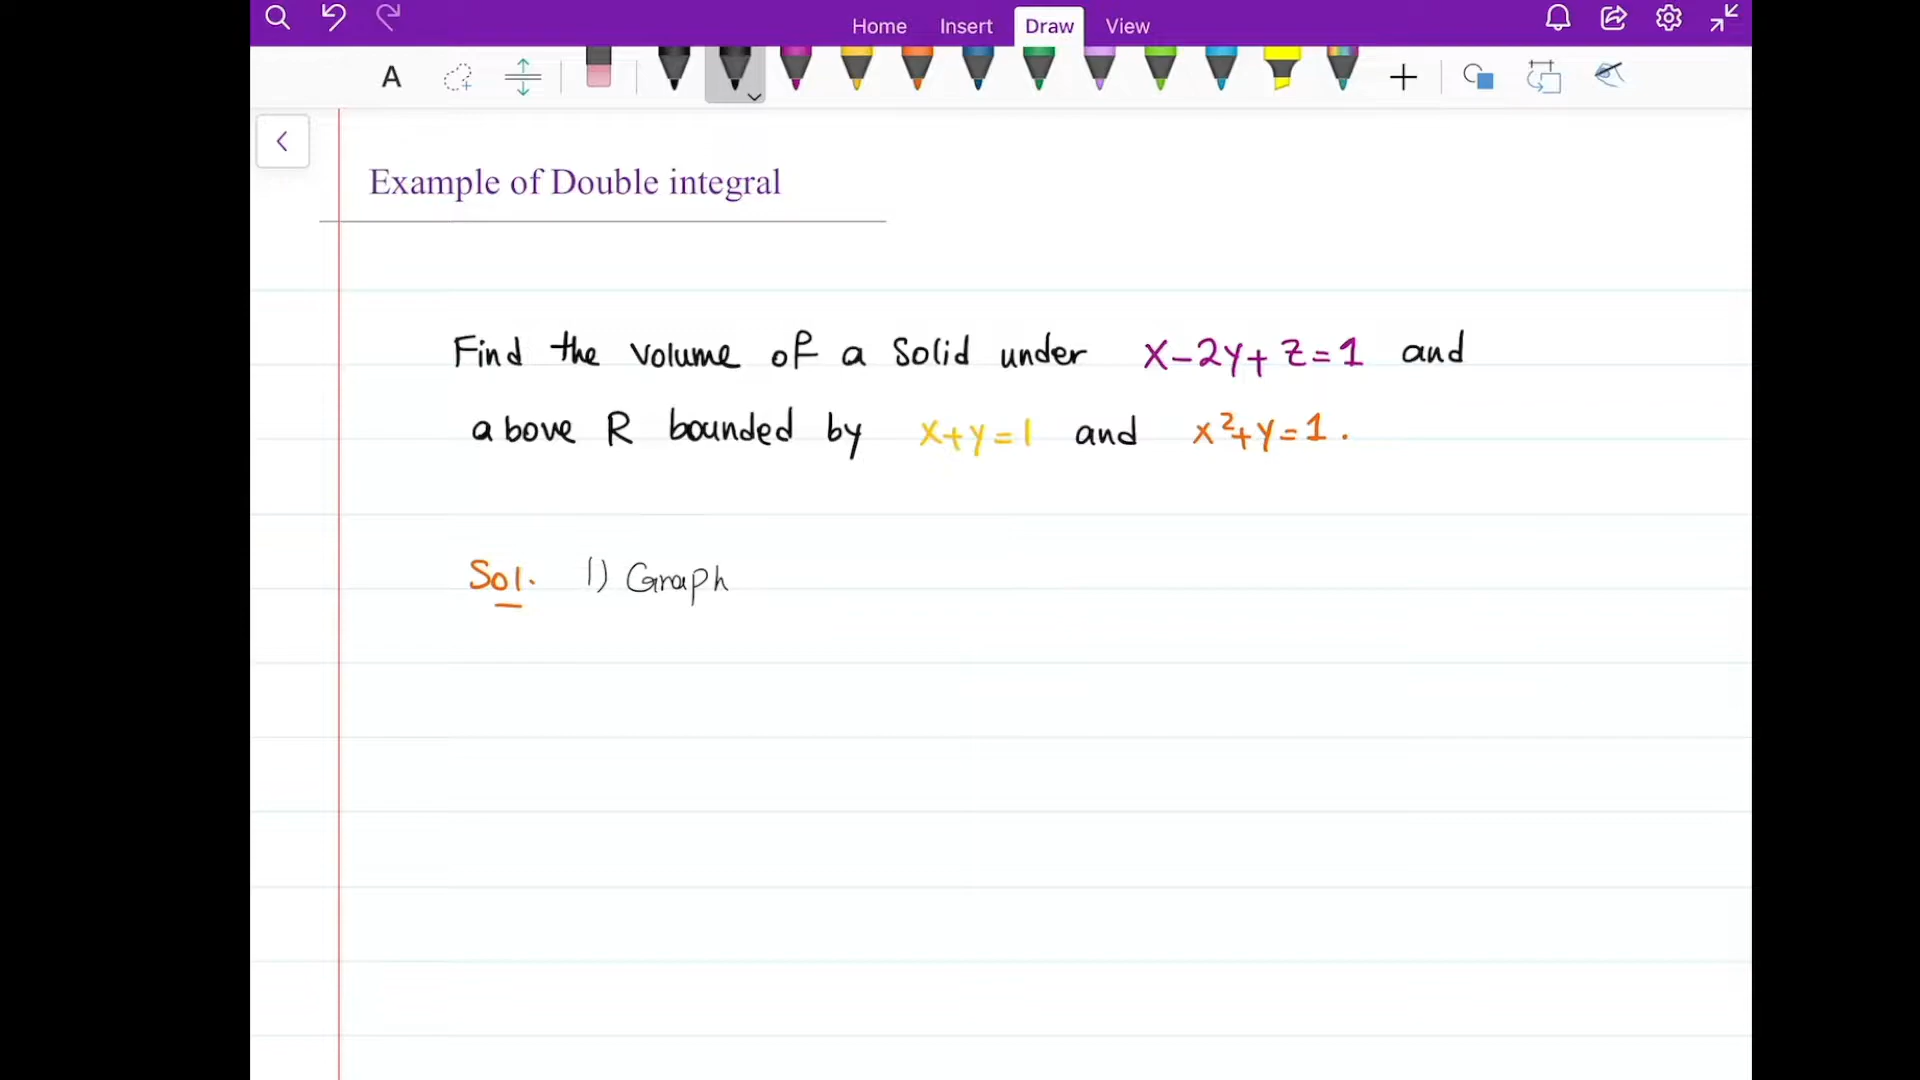 Home Insert Draw View
A
Example of Double integral
Find the volume of a solid under x-2y+z=1 and
above R bounded by x+y=1 and x²+y=1.
Sol. 1) Graph